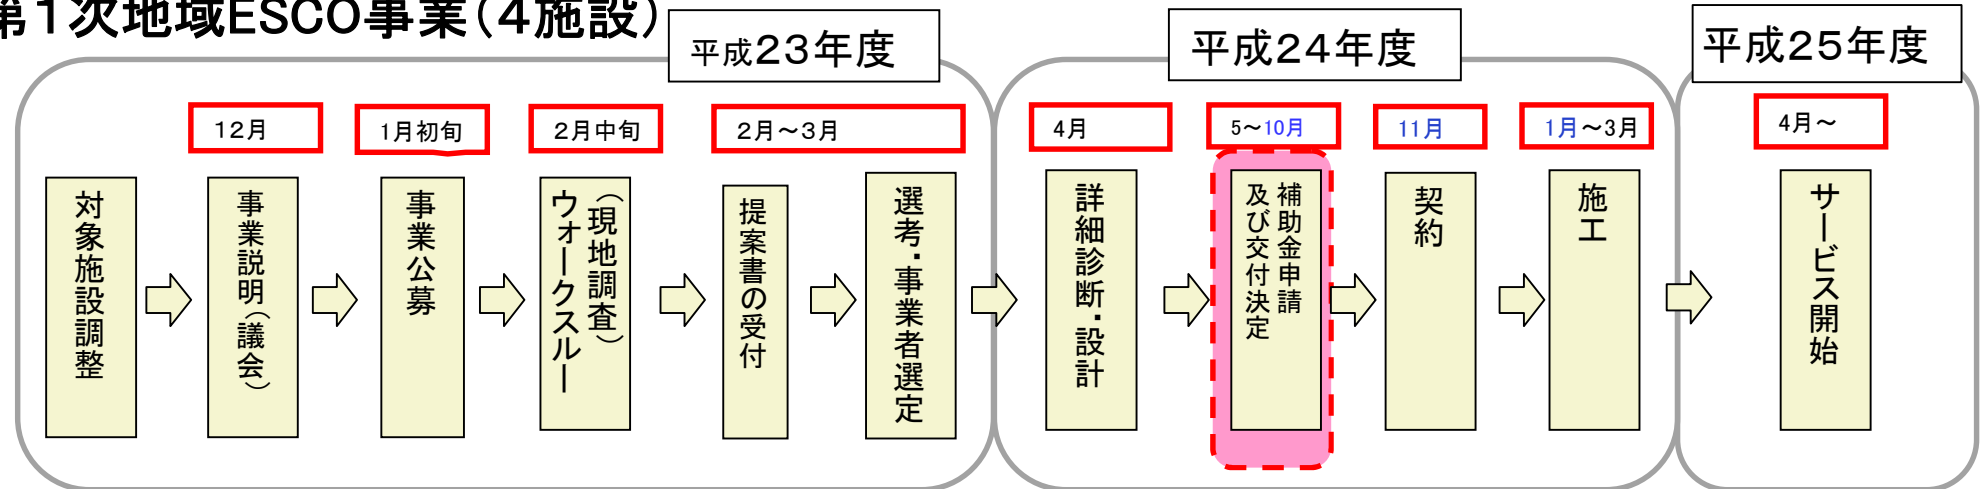 第1次地域ESCO事業(4施設)
平成23年度
平成24年度
平成25年度
12月
1月初旬
2月中旬
2月～3月
4月
5～10月
11月
1月～3月
4月～
対象施設調整
事業説明(議会)
事業公募
(現地調査)
ウォークスルー
提案書の受付
選考・事業者選定
詳細診断・設計
補助金申請
及び交付決定
契約
施工
サービス開始